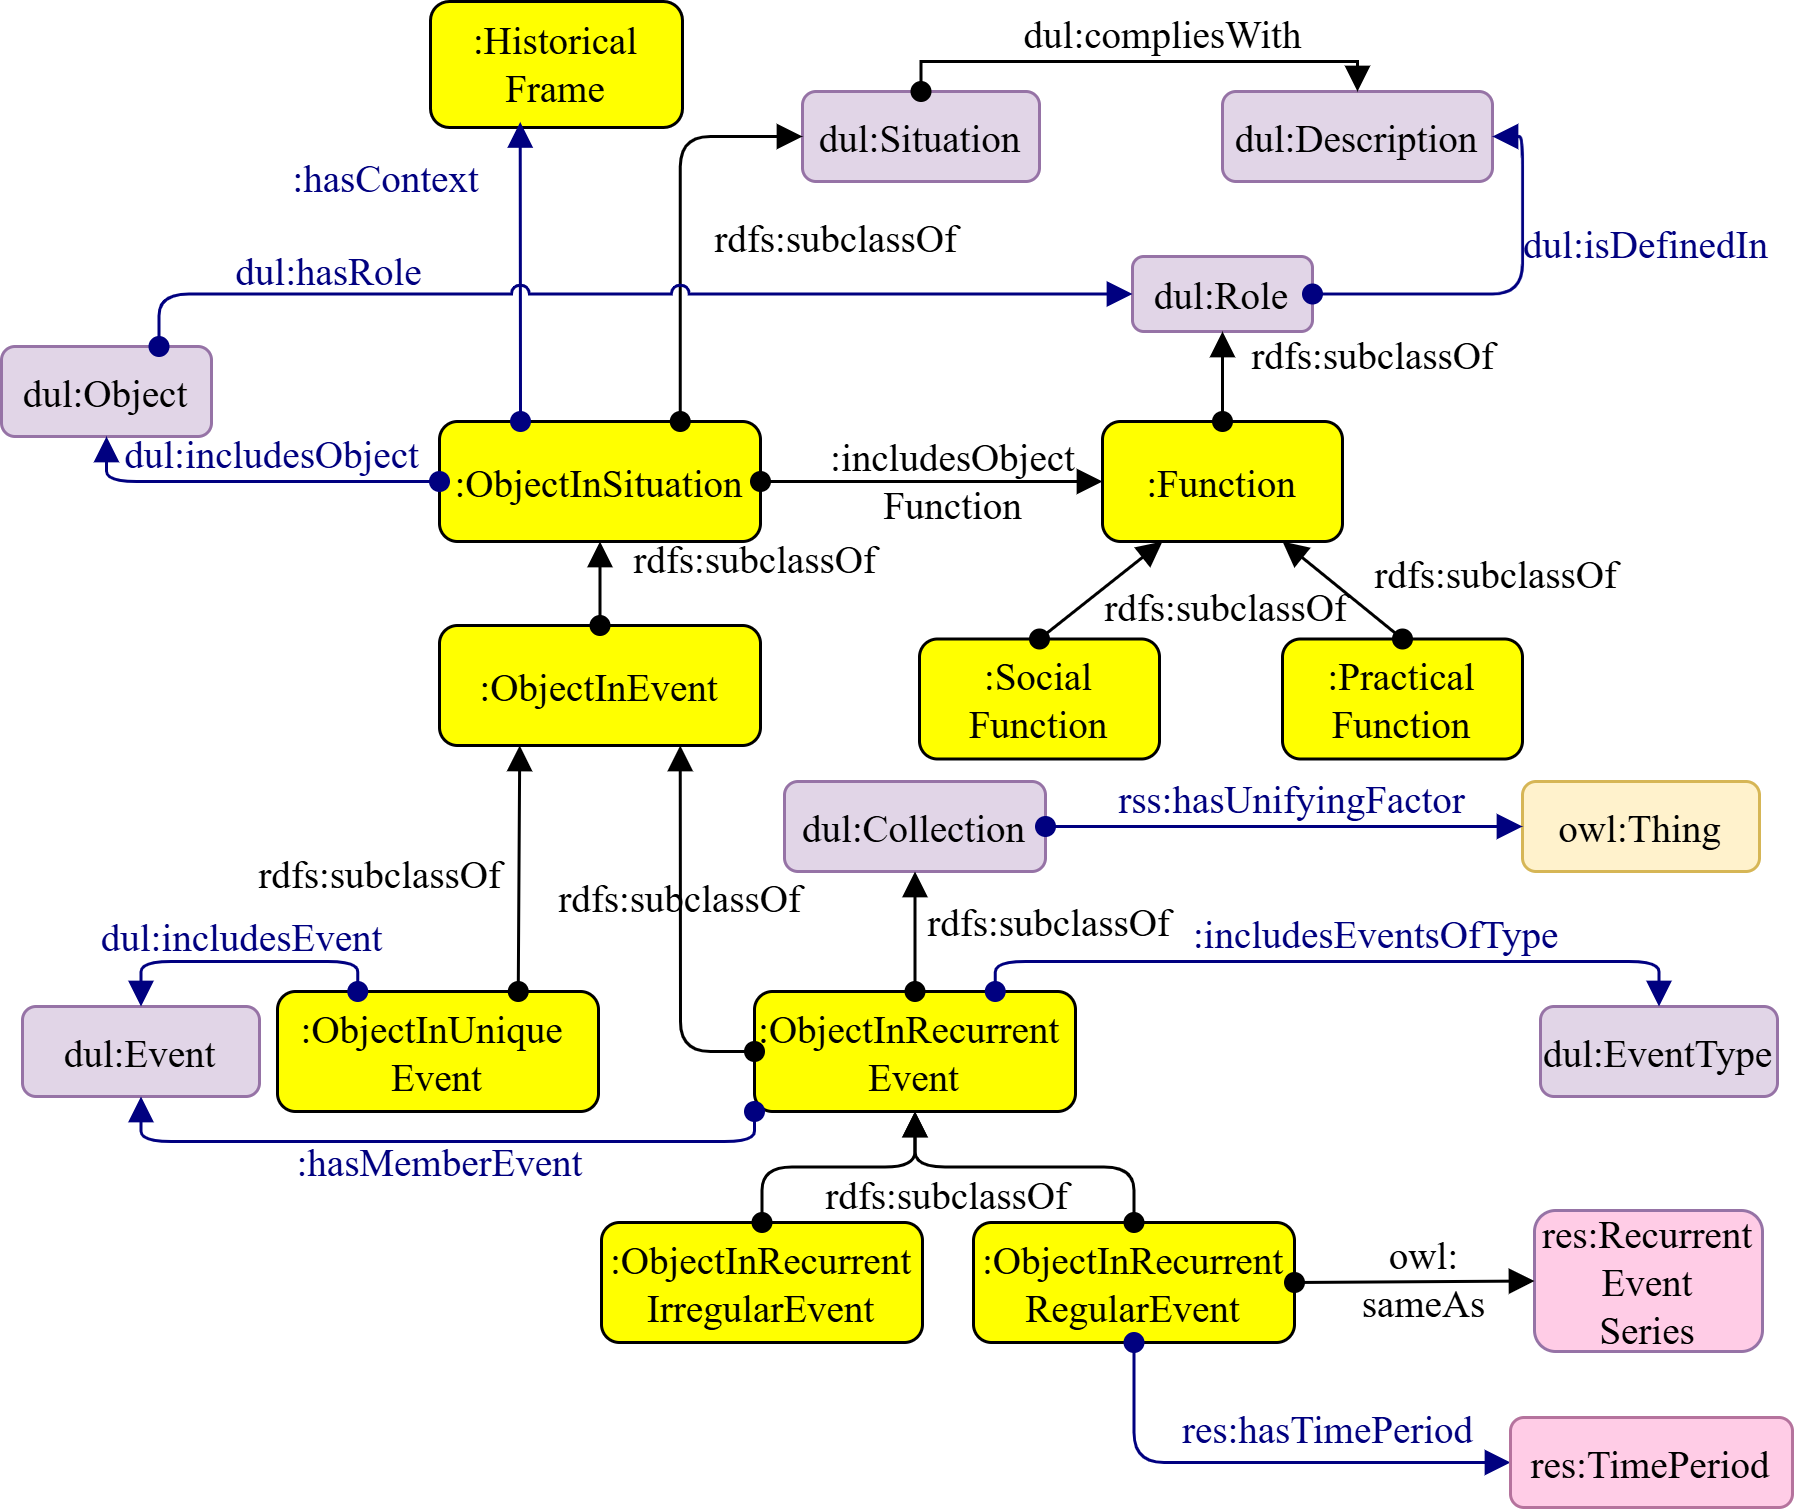 :Historical
Frame
dul:compliesWith
dul:Situation
dul:Description
:hasContext
rdfs:subclassOf
dul:isDefinedIn
dul:hasRole
dul:Role
rdfs:subclassOf
dul:Object
dul:includesObject
:ObjectInSituation
:includesObject
Function
:Function
rdfs:subclassOf
rdfs:subclassOf
rdfs:subclassOf
:ObjectInEvent
:Social
Function
:Practical
Function
dul:Collection
rss:hasUnifyingFactor
owl:Thing
rdfs:subclassOf
rdfs:subclassOf
rdfs:subclassOf
dul:includesEvent
:includesEventsOfType
dul:Event
:ObjectInUnique
Event
:ObjectInRecurrent
Event
dul:EventType
:hasMemberEvent
rdfs:subclassOf
:ObjectInRecurrent
IrregularEvent
:ObjectInRecurrent
RegularEvent
owl:
sameAs
res:Recurrent
Event
Series
res:hasTimePeriod
res:TimePeriod